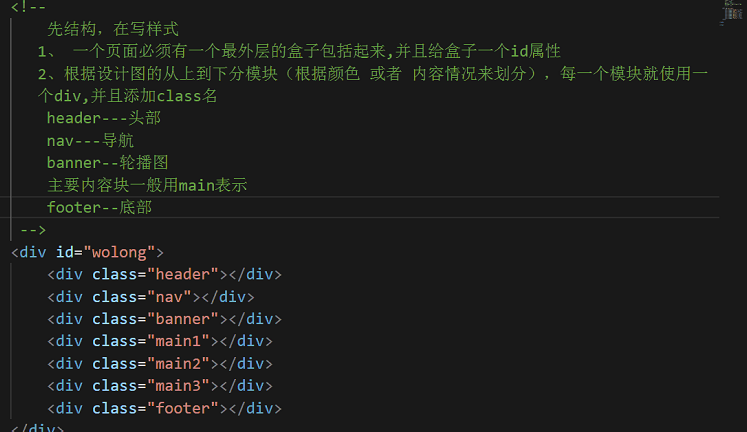 <!--
先结构，在写样式
1、 一个页面必须有一个最外层的盒子包括起来,并且给盒子一个id属性
2、根据设计图的从上到下分模块（根据颜色 或者 内容情况来划分），每一个模块就使用一
个div,并且添加class名
header---头部
nav---导航
banner--轮播图
主要内容块一般用main表示
footer--底部
-->
<div id="wolong">
<div class="header"></div>
<div class="nav"></div>
<div class="banner"></div>
<div class="main1"></div>
<div class="main2"></div>
<div class="main3"></div>
<div class="footer"></div>
</div>